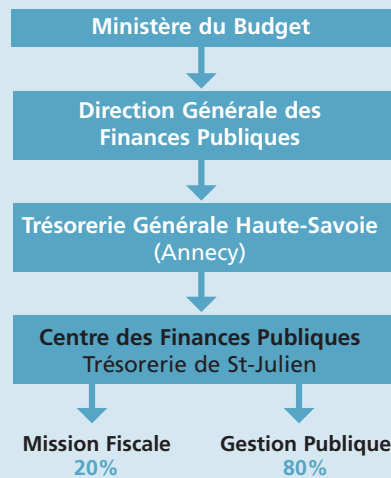 Ministère du Budget
Direction Générale des
Finances Publiques
Trésorerie Générale Haute-Savoie
(Annecy)
Centre des Finances Publiques
Trésorerie de St-Julien
Mission Fiscale
20%
Gestion Publique
80%